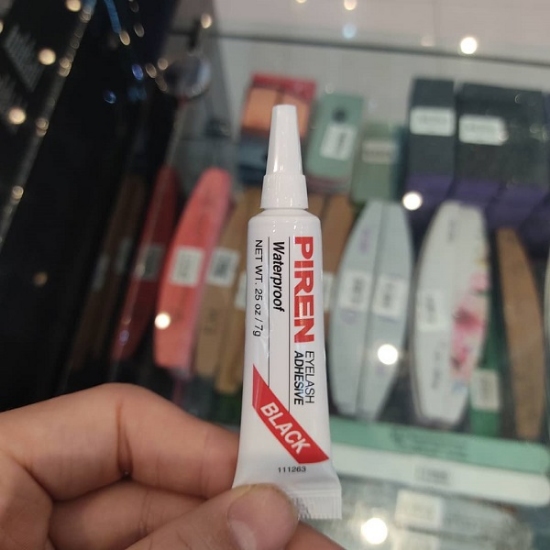 PIREN
EYELASH
ADHESIVE
Waterproof
NET WT. 25 oz / 7g
BLACK
111263